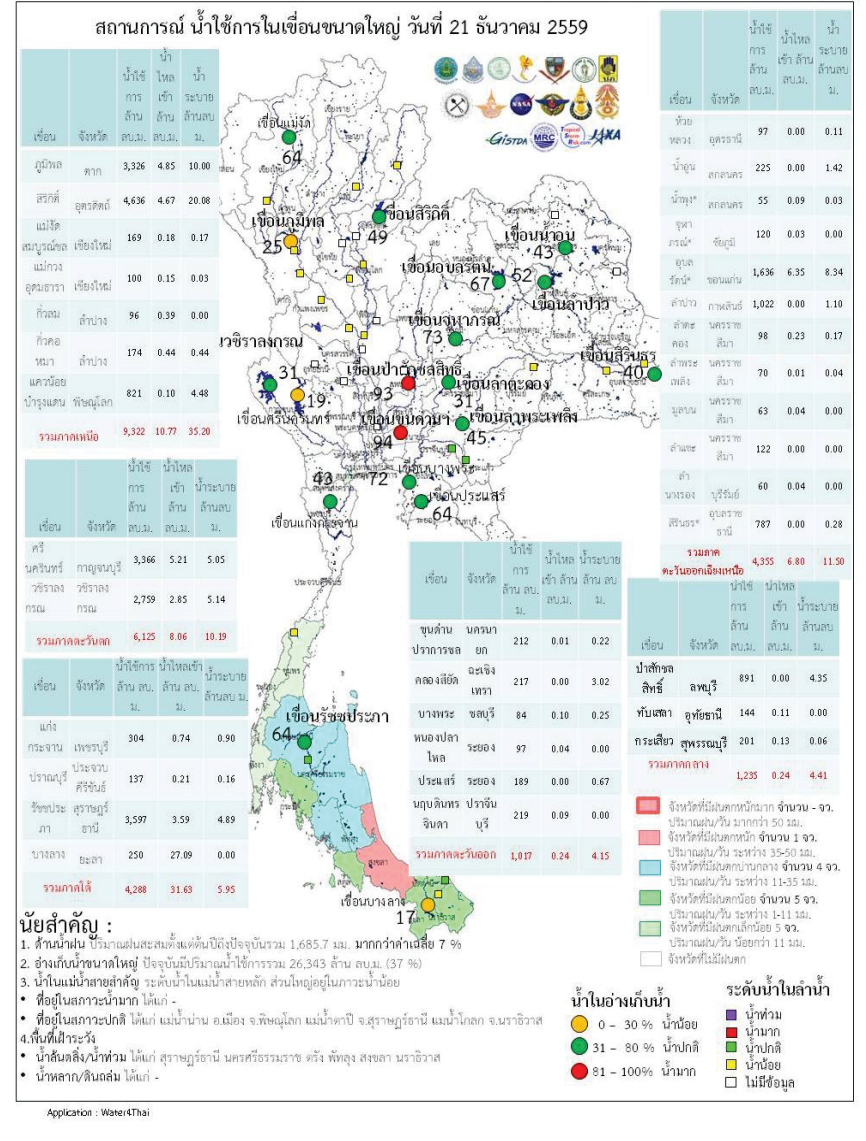 สถานการณ์ น้ำใช้การในเขื่อนขนาดใหญ่ วันที่ 21 ธันวาคม 2559
เขื่อน จังหวัด น้ำใช้การ ล้าน ลบ.ม. น้ำไหลเข้า ล้าน ลบ.ม. น้ำระบาย ล้านลบ ม.
ภูมิพล ตาก 3,326 4.85 10.00
สิริกิติ์ อุตรดิตถ์ 4,636 4.67 20.08
แม่งัดสมบูรณ์ชล เชียงใหม่ 169 0.18 0.17
แม่กวงอุดมธารา เชียงใหม่ 100 0.15 0.03
กิ่วลม ลำปาง 96 0.39 0.00
กิ่วคอหมา ลำปาง 174 0.44 0.44
แควน้อยบำรุงแดน พิษณุโลก 821 0.10 4.48
รวมภาคเหนือ 9,322 10.77 35.20
เขื่อน จังหวัด น้ำใช้การ ล้าน ลบ.ม. น้ำไหลเข้า ล้าน ลบ.ม. น้ำระบาย ล้านลบ ม.
ศรีนครินทร์ กาญจนบุรี 3,366 5.21 5.05
วชิราลงกรณ วชิราลงกรณ 2,759 2.85 5.14
รวมภาคตะวันตก 6,125 8.06 10.19
เขื่อน จังหวัด น้ำใช้การ ล้าน ลบ.ม. น้ำไหลเข้า ล้าน ลบ.ม. น้ำระบาย ล้านลบ ม.
แก่งกระจาน เพชรบุรี 304 0.74 0.90
ปราณบุรี ประจวบคีรีขันธ์ 137 0.21 0.16
รัชชประภา สุราษฎร์ธานี 3,597 3.59 4.89
บางลาง ยะลา 250 27.09 0.00
รวมภาคใต้ 4,288 31.63 5.95
เขื่อนแม่งัด
64
เขื่อนภูมิพล
25
เขื่อนสิริกิติ์
49
เขื่อนน้ำอูน
43
เขื่อนอุบลรัตน์
67
52
เขื่อนลำปาว
เขื่อนจุฬาภรณ์
73
วชิราลงกรณ์
31
เขื่อนป่าสักชลสิทธิ์
93
เขื่อนสิรินธร
40
19
เขื่อนศรีนครินทร์
เขื่อนลำตะคอง
31
เขื่อนขุนด่านฯ
94
เขื่อนลำพระเพลิง
45
43
เขื่อนแก่งกระจาน
72
เขื่อนบางพระ
เขื่อนประแสร์
64
เขื่อนรัชชประภา
64
เขื่อนบางลาง
17
NASA
GISTDA MRC Tropical Storm Risk.com JAXA
เขื่อน จังหวัด น้ำใช้การ ล้าน ลบ.ม. น้ำไหลเข้า ล้าน ลบ.ม. น้ำระบาย ล้านลบ ม.
ห้วยหลวง อุดรธานี 97 0.00 0.11
น้ำอูน สกลนคร 225 0.00 1.42
น้ำพุง* สกลนคร 55 0.09 0.03
จุฬาภรณ์* ชัยภูมิ 120 0.03 0.00
อุบลรัตน์* ขอนแก่น 1,636 6.35 8.34
ลำปาว กาฬสินธุ์ 1,022 0.00 1.10
ลำตะคอง นครราชสีมา 98 0.23 0.17
ลำพระเพลิง นครราชสีมา 70 0.01 0.04
มูลบน นครราชสีมา 63 0.04 0.00
ลำแชะ นครราชสีมา 122 0.00 0.00
ลำนางรอง บุรีรัมย์ 60 0.04 0.00
สิรินธร* อุบลราชธานี 787 0.00 0.28
รวมภาคตะวันออกเฉียงเหนือ 4,355 6.80 11.50
เขื่อน จังหวัด น้ำใช้การ ล้าน ลบ.ม. น้ำไหลเข้า ล้าน ลบ.ม. น้ำระบาย ล้าน ลบ ม.
ขุนด่านปราการชล นครนายก 212 0.01 0.22
คลองสียัด ฉะเชิงเทรา 217 0.00 3.02
บางพระ ชลบุรี 84 0.10 0.25
หนองปลาไหล ระยอง 97 0.04 0.00
ประแสร์ ระยอง 189 0.00 0.67
นฤบดินทรจินดา ปราจีนบุรี 219 0.09 0.00
รวมภาคตะวันออก 1,017 0.24 4.15
เขื่อน จังหวัด น้ำใช้การ ล้าน ลบ.ม. น้ำไหลเข้า ล้าน ลบ.ม. น้ำระบาย ล้านลบ ม.
ป่าสักชลสิทธิ์ ลพบุรี 891 0.00 4.35
ทับเสลา อุทัยธานี 144 0.11 0.00
กระเสียว สุพรรณบุรี 201 0.13 0.06
รวมภาคกลาง 1,235 0.24 4.41
จังหวัดที่มีฝนตกหนักมาก จำนวน - จว.
ปริมาณฝน/วัน มากกว่า 50 มม.
จังหวัดที่มีฝนตกหนัก จำนวน 1 จว.
ปริมาณฝน/วัน ระหว่าง 35-50 มม.
จังหวัดที่มีฝนตกปานกลาง จำนวน 4 จว.
ปริมาณฝน/วัน ระหว่าง 11-35 มม.
จังหวัดที่มีฝนตกน้อย จำนวน 5 จว.
ปริมาณฝน/วัน ระหว่าง 1-11 มม.
จังหวัดที่มีฝนตกเล็กน้อย 5 จว.
ปริมาณฝน/วัน น้อยกว่า 11 มม.
จังหวัดที่ไม่มีฝนตก
นัยสำคัญ :
1. ด้านน้ำฝน ปริมาณฝนสะสมตั้งแต่ต้นปีถึงปัจจุบันรวม 1,685.7 มม. มากกว่าค่าเฉลี่ย 7 %
2. อ่างเก็บน้ำขนาดใหญ่ ปัจจุบันมีปริมาณน้ำใช้การรวม 26,343 ล้าน ลบ.ม. (37 %)
3. น้ำในแม่น้ำสายสำคัญ ระดับน้ำในแม่น้ำสายหลัก ส่วนใหญ่อยู่ในภาวะน้ำน้อย
• ที่อยู่ในสภาวะน้ำมาก ได้แก่ -
• ที่อยู่ในสภาวะปกติ ได้แก่ แม่น้ำน่าน อ.เมือง จ.พิษณุโลก แม่น้ำตาปี จ.สุราษฎร์ธานี แม่น้ำโกลก จ.นราธิวาส
4.พื้นที่เฝ้าระวัง
• น้ำล้นตลิ่ง/น้ำท่วม ได้แก่ สุราษฎร์ธานี นครศรีธรรมราช ตรัง พัทลุง สงขลา นราธิวาส
• น้ำหลาก/ดินถล่ม ได้แก่ -
น้ำในอ่างเก็บน้ำ
0 – 30 % น้ำน้อย
31 – 80 % น้ำปกติ
81 – 100% น้ำมาก
ระดับน้ำในลำน้ำ
น้ำท่วม
น้ำมาก
น้ำปกติ
น้ำน้อย
ไม่มีข้อมูล
Application : Water4Thai